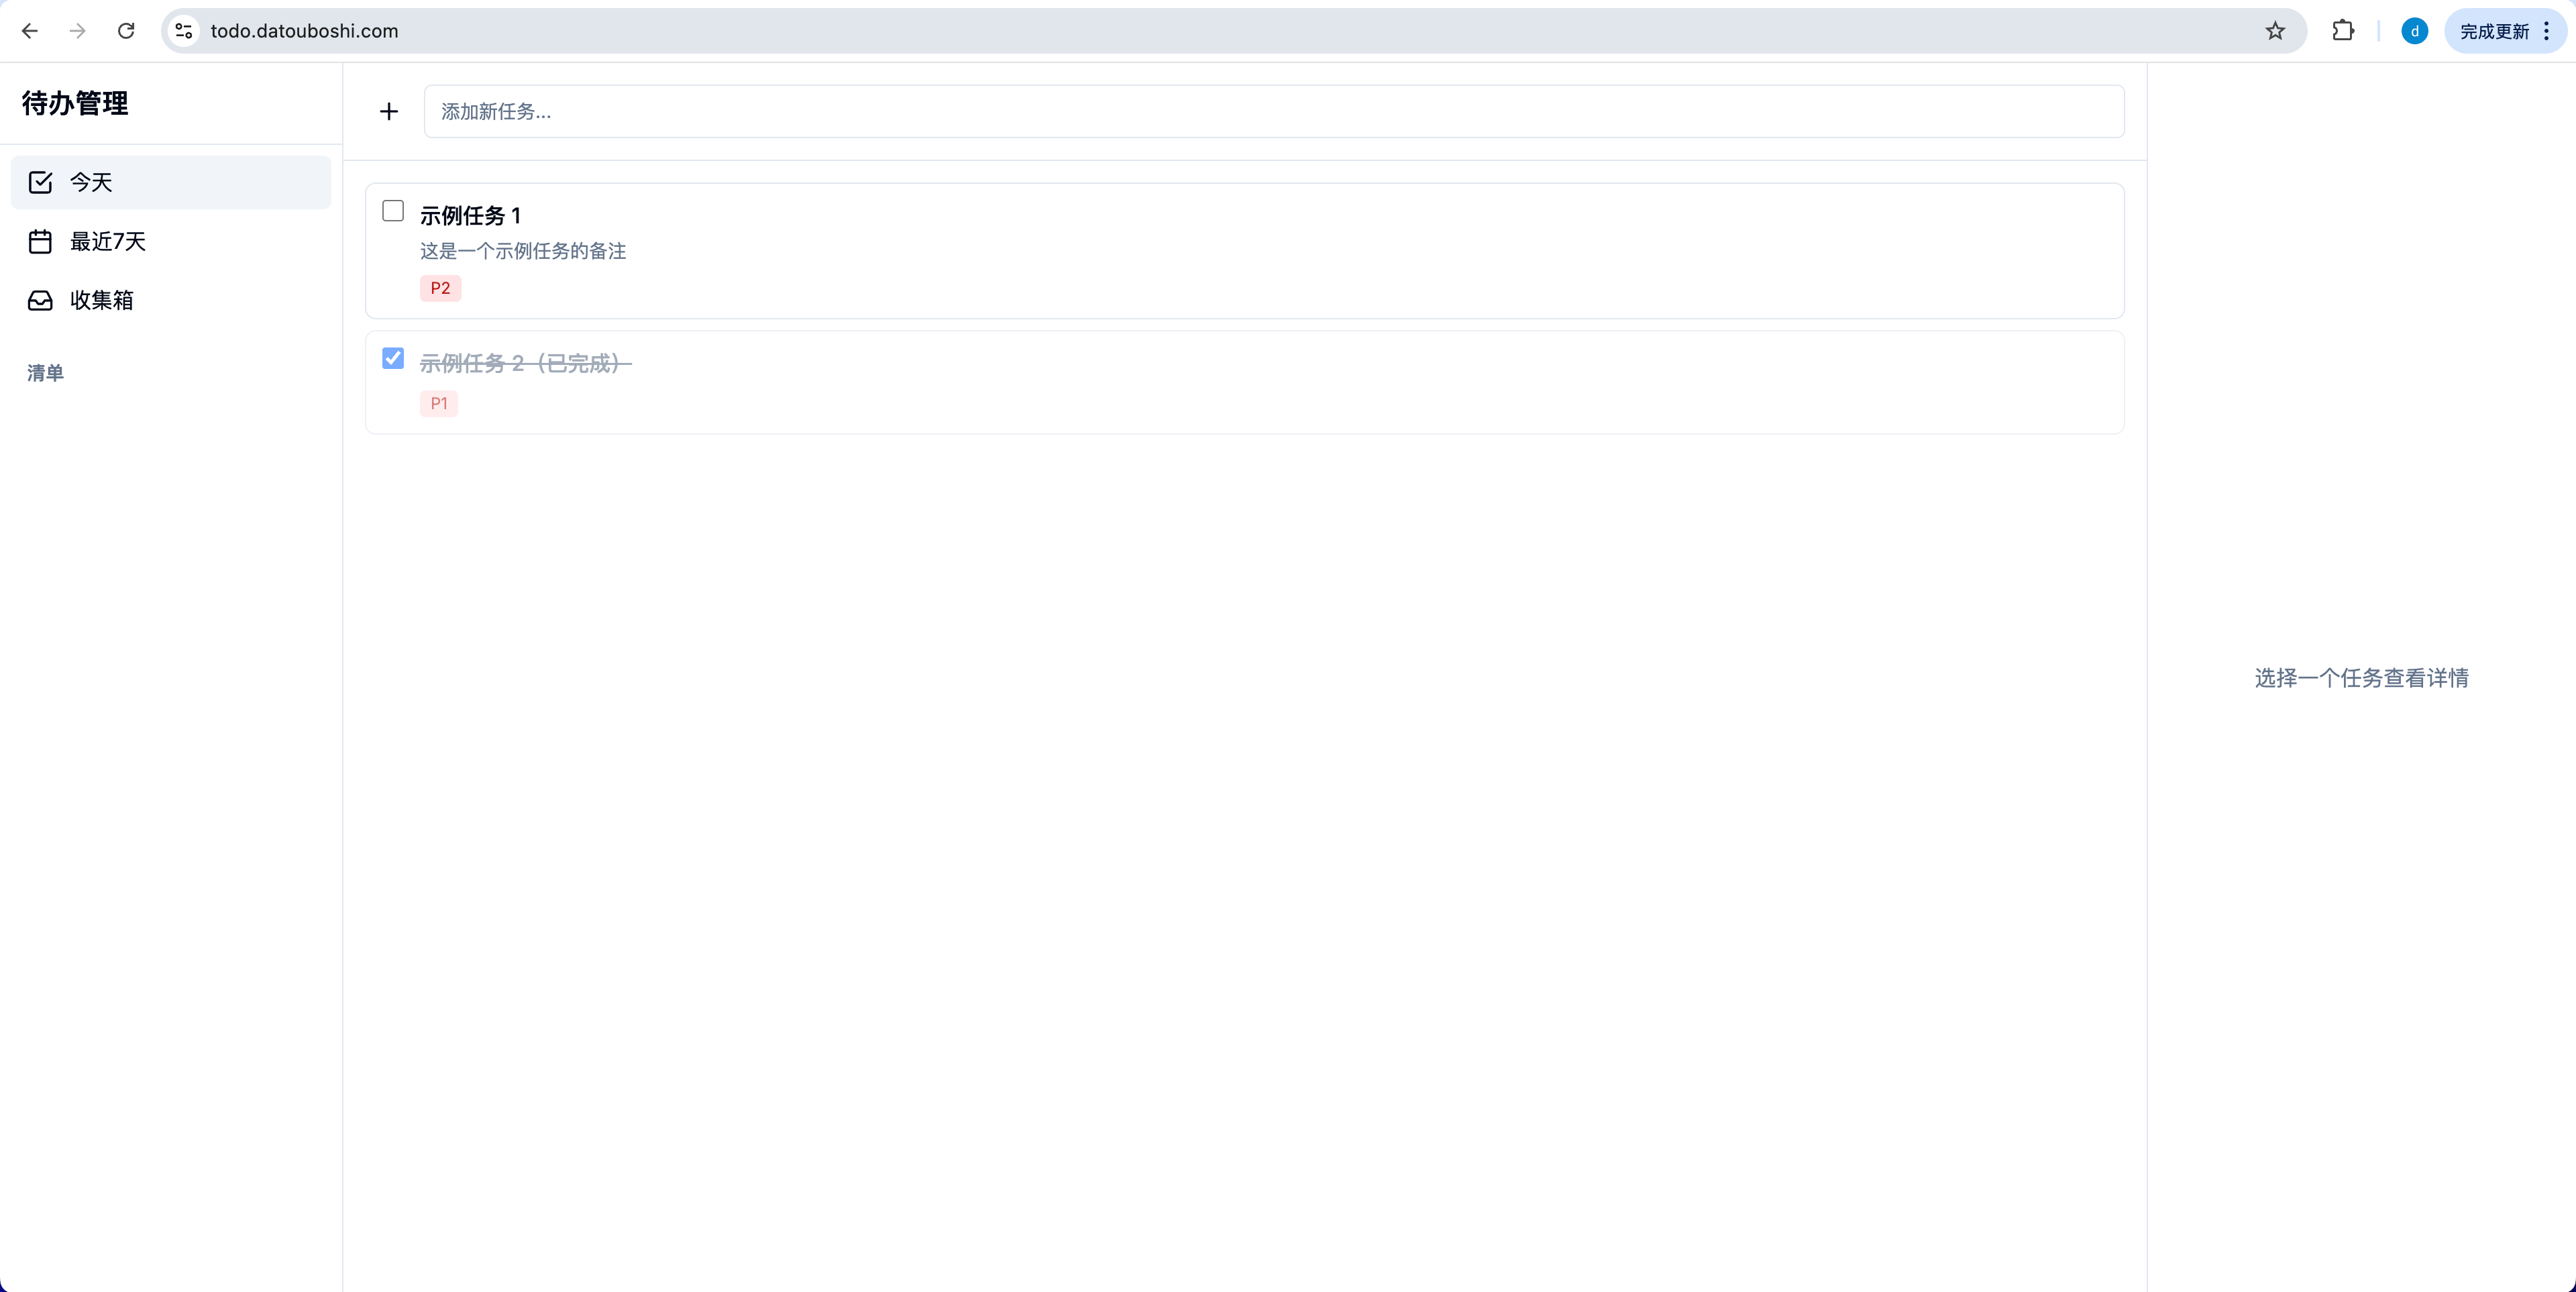 todo.datouboshi.com
d
完成更新
待办管理
今天
最近7天
收集箱
清单
添加新任务...
示例任务 1
这是一个示例任务的备注
P2
示例任务 2（已完成）
P1
选择一个任务查看详情